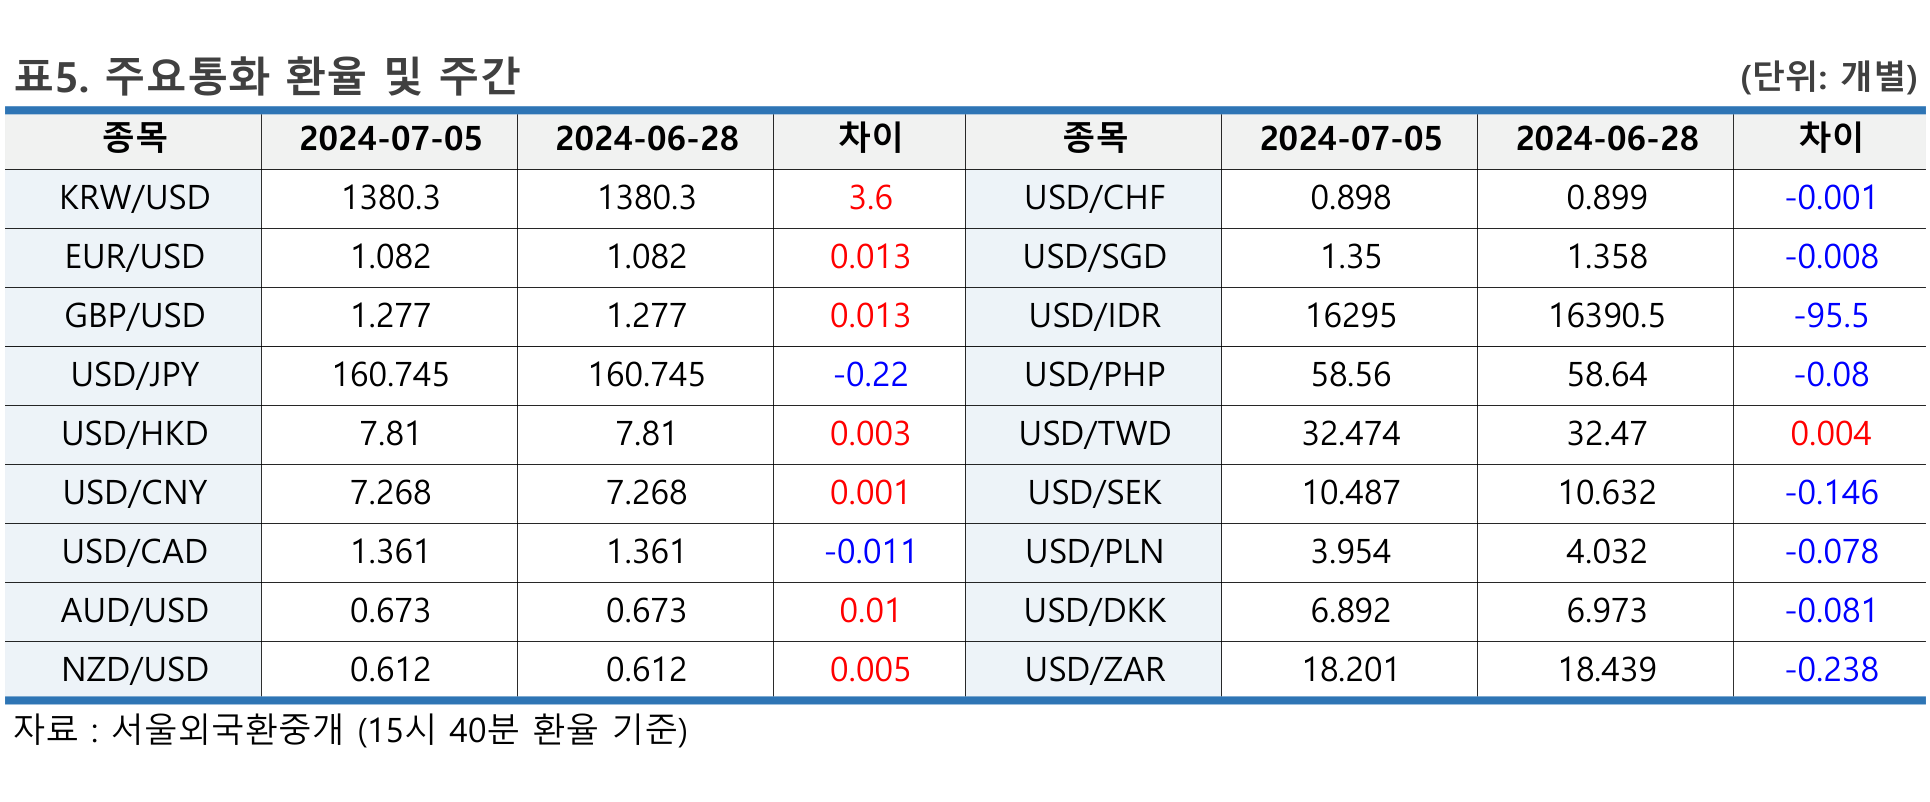 표5. 주요통화 환율 및 주간 (단위: 개별)
종목 2024-07-05 2024-06-28 차이 종목 2024-07-05 2024-06-28 차이
KRW/USD 1380.3 1380.3 3.6 USD/CHF 0.898 0.899 -0.001
EUR/USD 1.082 1.082 0.013 USD/SGD 1.35 1.358 -0.008
GBP/USD 1.277 1.277 0.013 USD/IDR 16295 16390.5 -95.5
USD/JPY 160.745 160.745 -0.22 USD/PHP 58.56 58.64 -0.08
USD/HKD 7.81 7.81 0.003 USD/TWD 32.474 32.47 0.004
USD/CNY 7.268 7.268 0.001 USD/SEK 10.487 10.632 -0.146
USD/CAD 1.361 1.361 -0.011 USD/PLN 3.954 4.032 -0.078
AUD/USD 0.673 0.673 0.01 USD/DKK 6.892 6.973 -0.081
NZD/USD 0.612 0.612 0.005 USD/ZAR 18.201 18.439 -0.238
자료 : 서울외국환중개 (15시 40분 환율 기준)